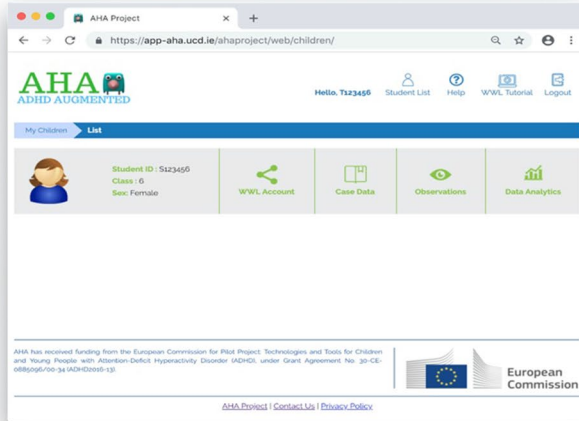 AHA Project
https://app-aha.ucd.ie/ahaproject/web/children/
AHA
ADHD AUGMENTED
Hello, T123456
Student List
Help
WWL Tutorial
Logout
My Children
List
Student ID : S123456
Class : 6
Sex: Female
WWL Account
Case Data
Observations
Data Analytics
AHA has received funding from the European Commission for Pilot Project: Technologies and Tools for Children
and Young People with Attention-Deficit Hyperactivity Disorder (ADHD), under Grant Agreement No. 30-CE-
0885096/00-34 (ADHD2016-13).
European
Commission
AHA Project | Contact Us | Privacy Policy